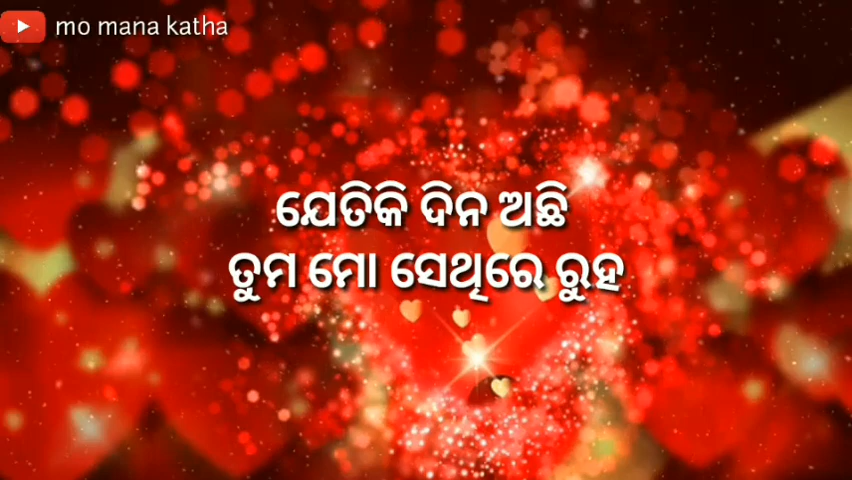 mo mana katha
ଯେତିକି ଦିନ ଅଛି
ତୁମ ମୋ ସେଥିରେ ରୁହ